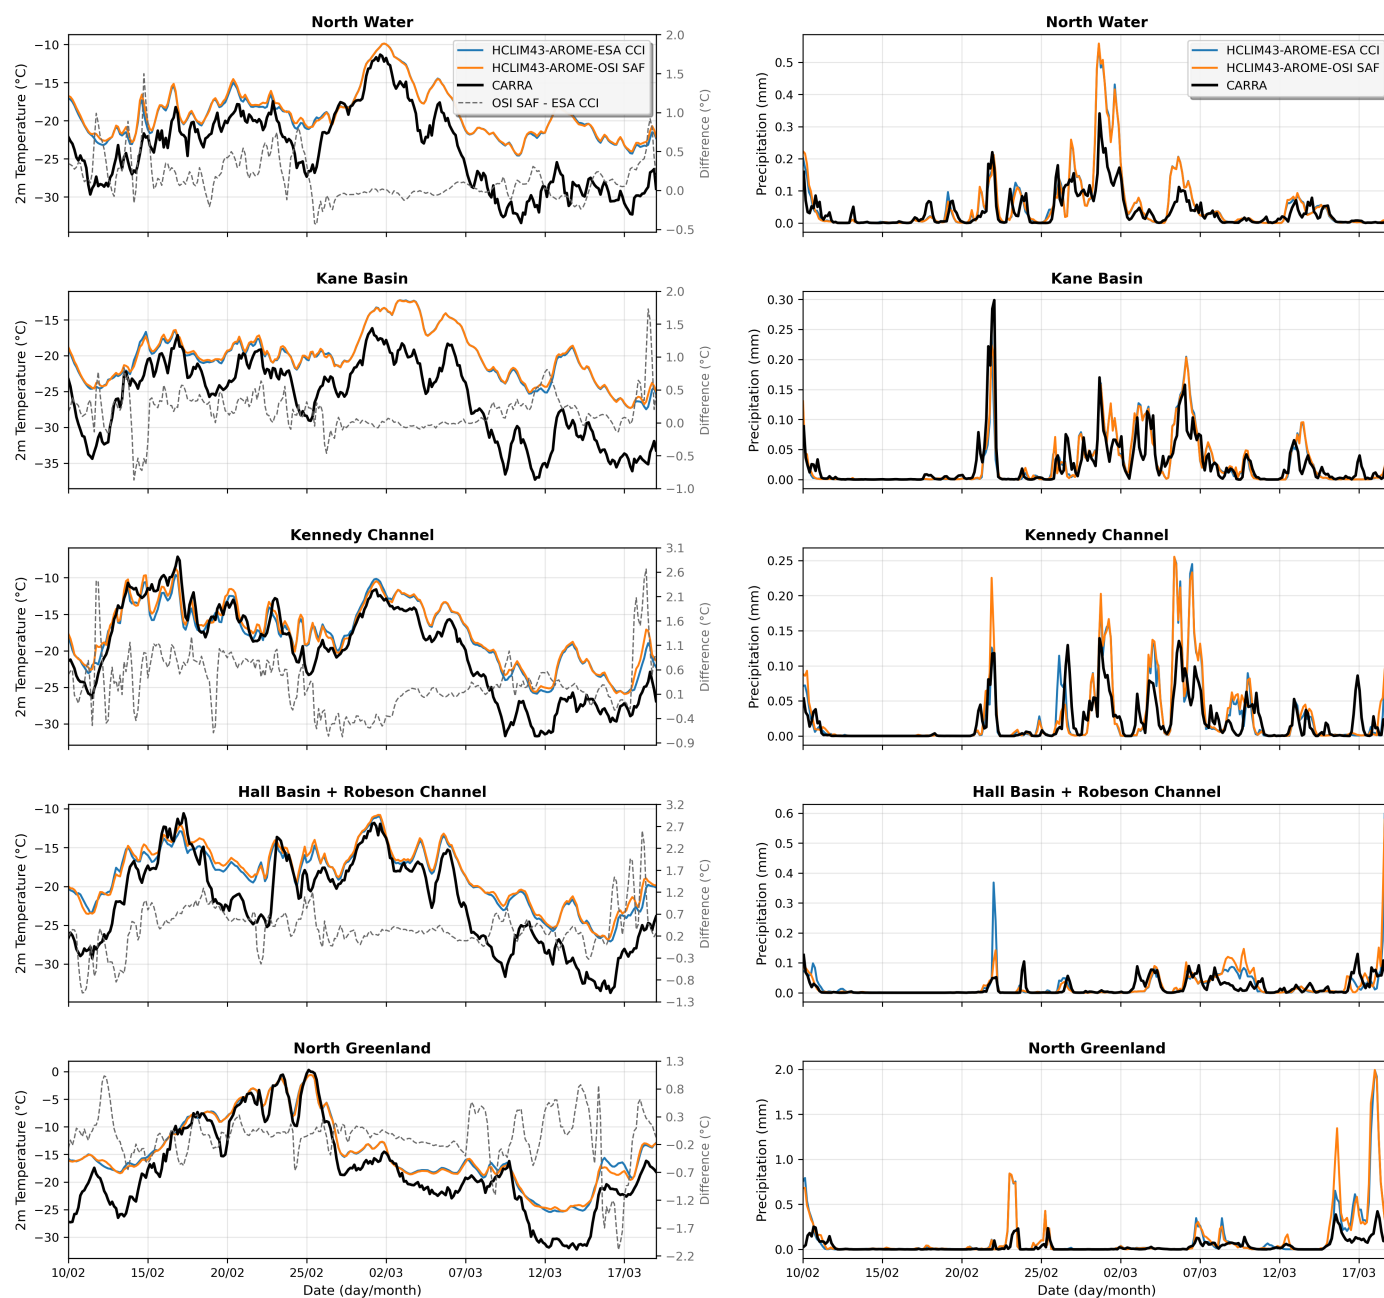 North Water
2m Temperature (°C)
−10
−15
−20
−25
−30
HCLIM43-AROME-ESA CCI
HCLIM43-AROME-OSI SAF
CARRA
OSI SAF - ESA CCI
2.0
1.5
1.0
0.5
0.0
−0.5
Difference (°C)
North Water
Precipitation (mm)
0.5
0.4
0.3
0.2
0.1
0.0
HCLIM43-AROME-ESA CCI
HCLIM43-AROME-OSI SAF
CARRA
Kane Basin
2m Temperature (°C)
−15
−20
−25
−30
−35
2.0
1.5
1.0
0.5
0.0
−0.5
−1.0
Difference (°C)
Kane Basin
Precipitation (mm)
0.30
0.25
0.20
0.15
0.10
0.05
0.00
Kennedy Channel
2m Temperature (°C)
−10
−15
−20
−25
−30
3.1
2.6
2.1
1.6
1.1
0.6
0.1
−0.4
−0.9
Difference (°C)
Kennedy Channel
Precipitation (mm)
0.25
0.20
0.15
0.10
0.05
0.00
Hall Basin + Robeson Channel
2m Temperature (°C)
−10
−15
−20
−25
−30
3.2
2.7
2.2
1.7
1.2
0.7
0.2
−0.3
−0.8
−1.3
Difference (°C)
Hall Basin + Robeson Channel
Precipitation (mm)
0.6
0.5
0.4
0.3
0.2
0.1
0.0
North Greenland
2m Temperature (°C)
0
−5
−10
−15
−20
−25
−30
1.3
0.8
0.3
−0.2
−0.7
−1.2
−1.7
−2.2
Difference (°C)
10/02 15/02 20/02 25/02 02/03 07/03 12/03 17/03
Date (day/month)
North Greenland
Precipitation (mm)
2.0
1.5
1.0
0.5
0.0
10/02 15/02 20/02 25/02 02/03 07/03 12/03 17/03
Date (day/month)